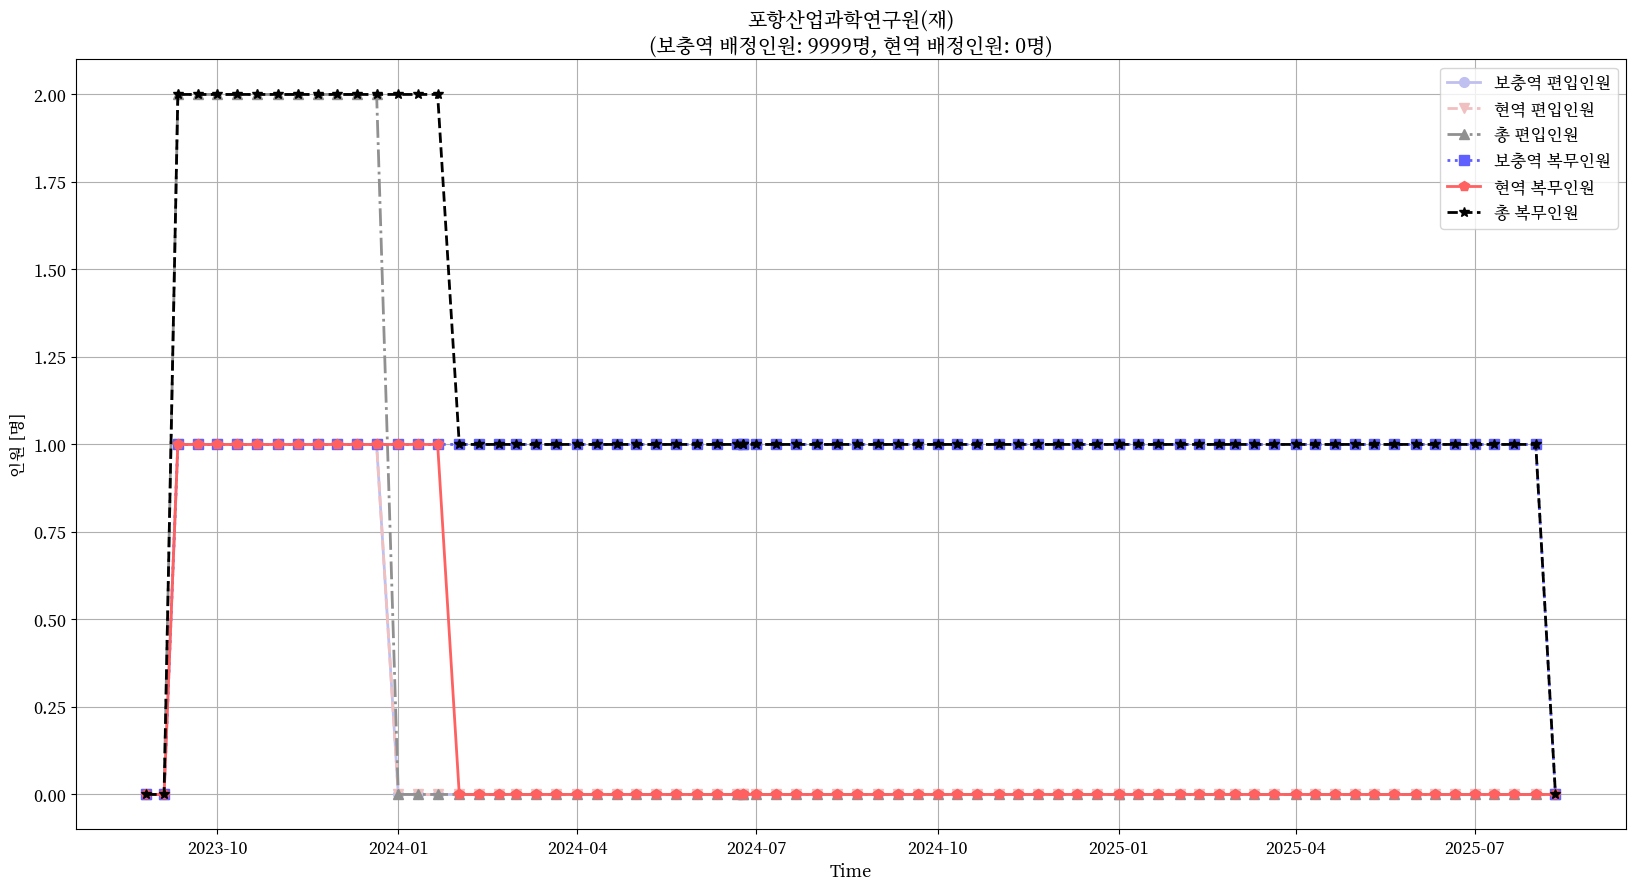 포항산업과학연구원(재)
(보충역 배정인원: 9999명, 현역 배정인원: 0명)
보충역 편입인원
현역 편입인원
총 편입인원
보충역 복무인원
현역 복무인원
총 복무인원
2.00
1.75
1.50
1.25
1.00
0.75
0.50
0.25
0.00
인원 [명]
2023-10 2024-01 2024-04 2024-07 2024-10 2025-01 2025-04 2025-07
Time